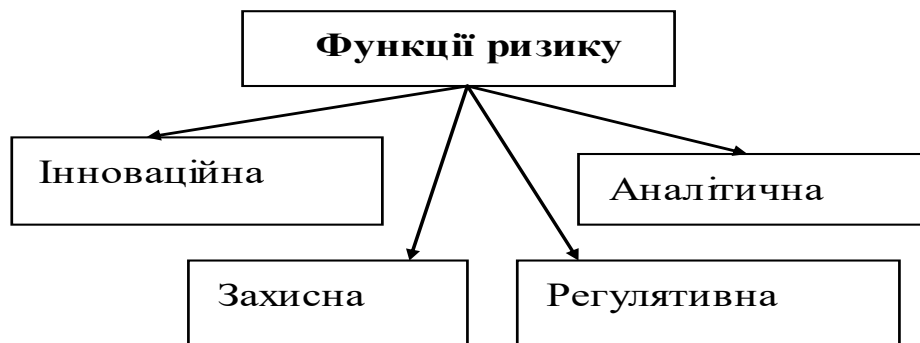 Функції ризику
Інноваційна
Аналітична
Захисна
Регулятивна